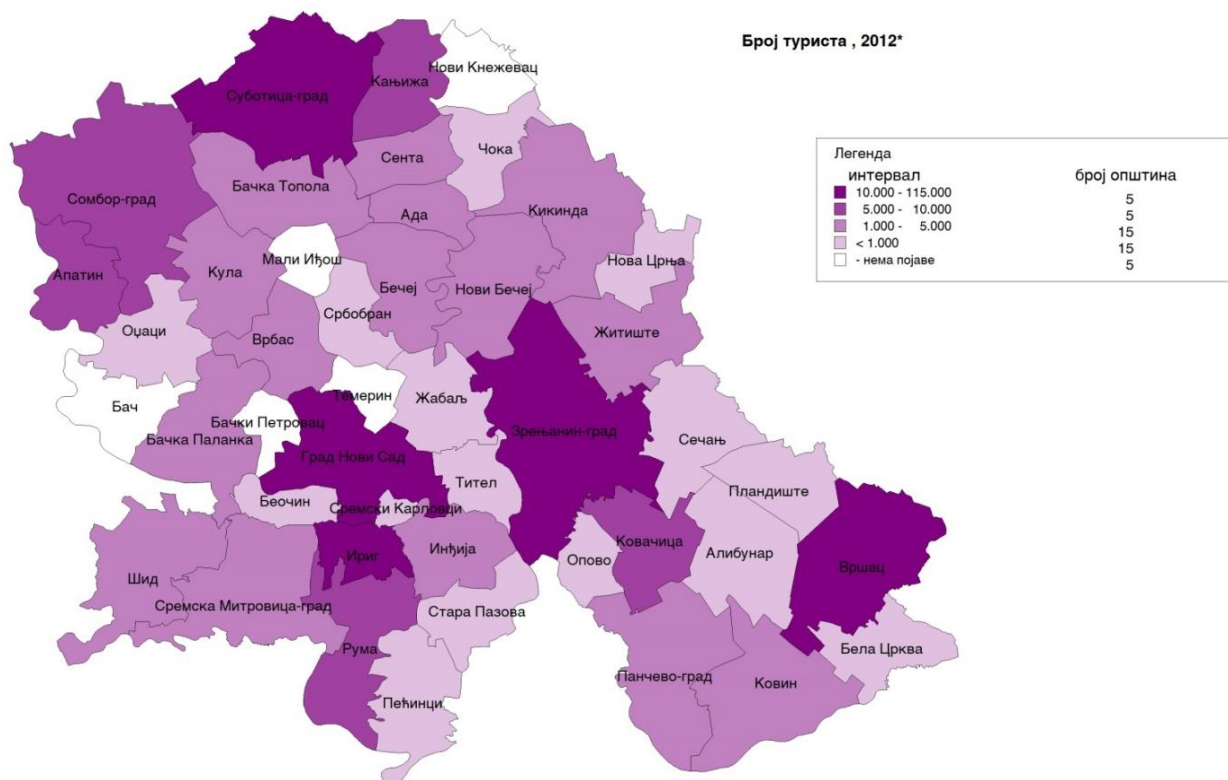 Број туриста , 2012*
Легенда
интервал
број општина
10.000 - 115.000
5
5.000 - 10.000
5
1.000 - 5.000
15
< 1.000
15
- нема појаве
5
Нови Кнежевац
Кањижа
Суботица-град
Чока
Сента
Бачка Топола
Сомбор-град
Ада
Кикинда
Мали Иђош
Нова Црња
Апатин
Кула
Бечеј
Нови Бечеј
Србобран
Оџаци
Врбас
Житиште
Темерин
Жабаљ
Бач
Бачки Петровац
Зрењанин-град
Бачка Паланка
Сечањ
Град Нови Сад
Тител
Пландиште
Беочин
Сремски Карловци
Ковачица
Ириг
Инђија
Опово
Алибунар
Вршац
Шид
Сремска Митровица-град
Стара Пазова
Рума
Бела Црква
Панчево-град
Ковин
Пећинци